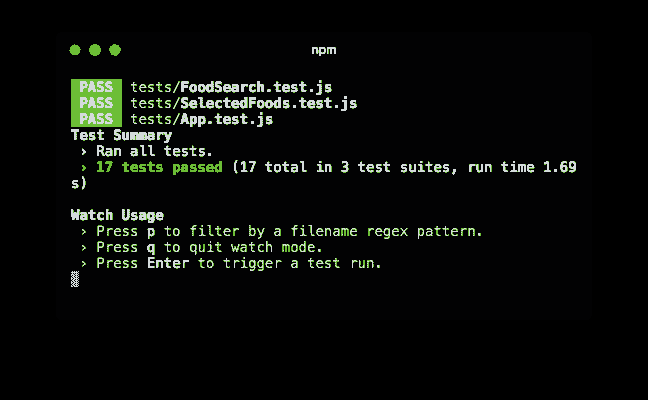 npm
PASS tests/FoodSearch.test.js
PASS tests/SelectedFoods.test.js
PASS tests/App.test.js
Test Summary
› Ran all tests.
› 17 tests passed (17 total in 3 test suites, run time 1.69
s)
Watch Usage
› Press p to filter by a filename regex pattern.
› Press q to quit watch mode.
› Press Enter to trigger a test run.